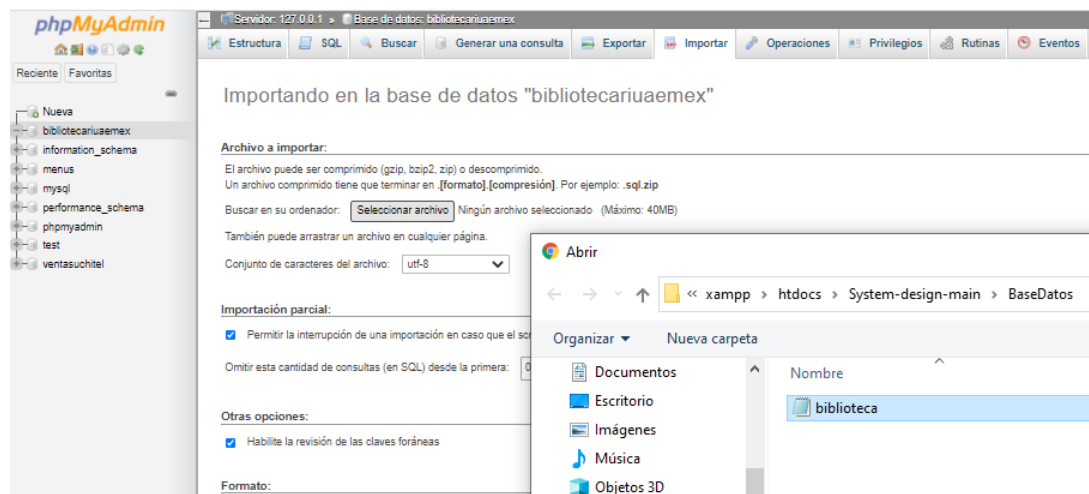 phpMyAdmin
Reciente Favoritas
Nueva
bibliotecariuaemex
information_schema
menus
mysql
performance_schema
phpmyadmin
test
ventasuchitel
Servidor: 127.0.0.1 » Base de datos: bibliotecariuaemex
Estructura SQL Buscar Generar una consulta Exportar Importar Operaciones Privilegios Rutinas Eventos
Importando en la base de datos "bibliotecariuaemex"
Archivo a importar:
El archivo puede ser comprimido (gzip, bzip2, zip) o descomprimido.
Un archivo comprimido tiene que terminar en .[formato].[compresión]. Por ejemplo: .sql.zip
Buscar en su ordenador: Seleccionar archivo Ningún archivo seleccionado (Máximo: 40MB)
También puede arrastrar un archivo en cualquier página.
Conjunto de caracteres del archivo: utf-8
Importación parcial:
Permitir la interrupción de una importación en caso que el
Omitir esta cantidad de consultas (en SQL) desde la primera: 0
Otras opciones:
Habilite la revisión de las claves foráneas
Formato:
Abrir
« xampp > htdocs > System-design-main > BaseDatos
Organizar Nueva carpeta
Documentos
Escritorio
Imágenes
Música
Objetos 3D
Nombre
biblioteca